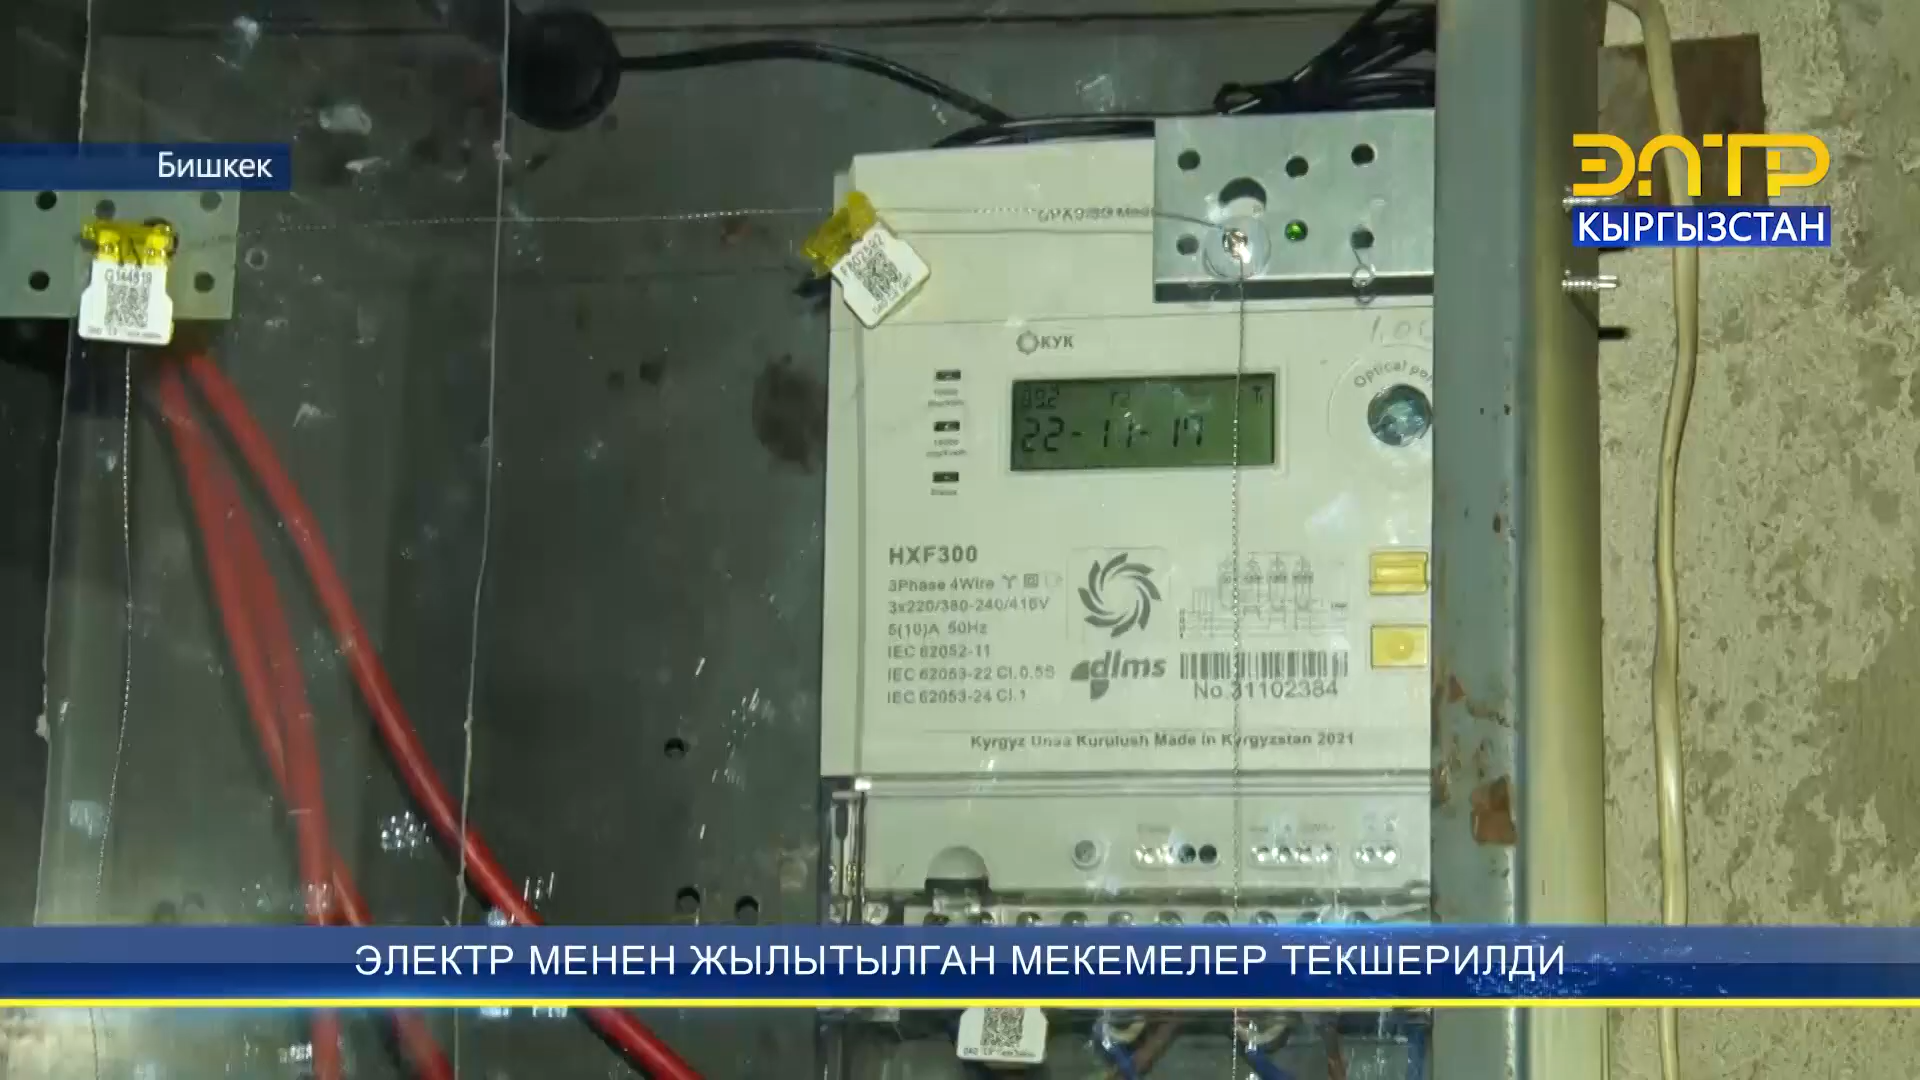 Бишкек
ЭЛТР
КЫРГЫЗСТАН
G144519
КУК
Optical
22-11-17
HXF300
3Phase 4Wire
3x220/380-240/415V
5(10)A 50Hz
IEC 62052-11
IEC 62053-22 Cl.0.5S
IEC 62053-24 Cl.1
dlms
No.31102384
Kyrgyz Unaa Kurulush Made in Kyrgyzstan 2021
ЭЛЕКТР МЕНЕН ЖЫЛЫТЫЛГАН МЕКЕМЕЛЕР ТЕКШЕРИЛДИ